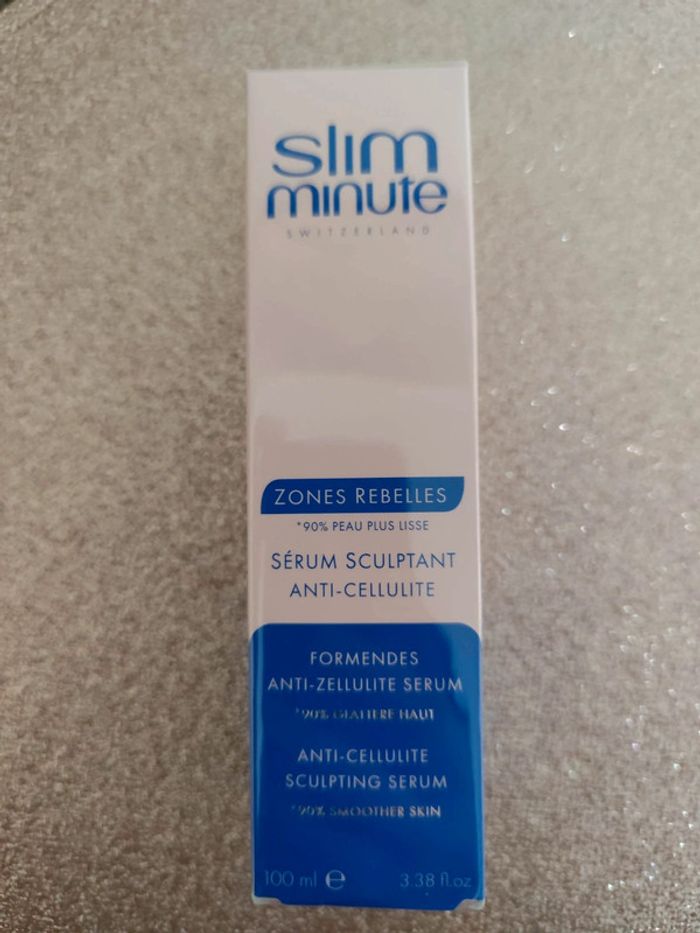 slim
minute
SWITZERLAND
ZONES REBELLES
*90% PEAU PLUS LISSE
SÉRUM SCULPTANT
ANTI-CELLULITE
FORMENDES
ANTI-ZELLULITE SERUM
*90% GLATTERE HAUT
ANTI-CELLULITE
SCULPTING SERUM
*90% SMOOTHER SKIN
100 ml ℮ 3.38 fl.oz